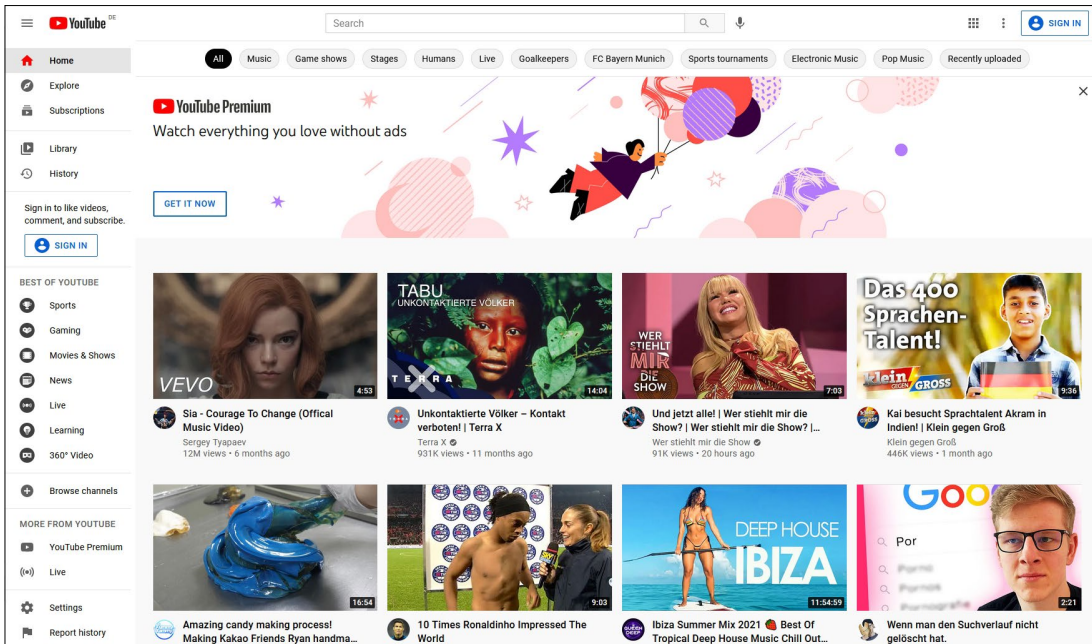 YouTube DE
Search
SIGN IN
Home
Explore
Subscriptions
Library
History
Sign in to like videos,
comment, and subscribe.
SIGN IN
BEST OF YOUTUBE
Sports
Gaming
Movies & Shows
News
Live
Learning
360° Video
Browse channels
MORE FROM YOUTUBE
YouTube Premium
Live
Settings
Report history
All Music Game shows Stages Humans Live Goalkeepers FC Bayern Munich Sports tournaments Electronic Music Pop Music Recently uploaded
YouTube Premium
Watch everything you love without ads
GET IT NOW
VEVO
4:53
Sia - Courage To Change (Offical
Music Video)
Sergey Tyapaev
12M views • 6 months ago
TABU
UNKONTAKTIERTE VÖLKER
TERRA X
14:04
Unkontaktierte Völker – Kontakt
verboten! | Terra X
Terra X
931K views • 11 months ago
WER
STIEHLT
MIR
DIE
SHOW
7:03
Und jetzt alle! | Wer stiehlt mir die
Show? | Wer stiehlt mir die Show? |...
Wer stiehlt mir die Show
91K views • 20 hours ago
Das 400
Sprachen-
Talent!
klein GEGEN GROSS
9:36
Kai besucht Sprachtalent Akram in
Indien! | Klein gegen Groß
Klein gegen Groß
446K views • 1 month ago
16:54
Amazing candy making process!
Making Kakao Friends Ryan handma...
9:03
10 Times Ronaldinho Impressed The
World
DEEP HOUSE
IBIZA
11:54:59
QUEEN
DEEP
Ibiza Summer Mix 2021 🍓 Best Of
Tropical Deep House Music Chill Out...
Goo
Por
Porno
Pornos
Pornografie
2:21
Wenn man den Suchverlauf nicht
gelöscht hat.